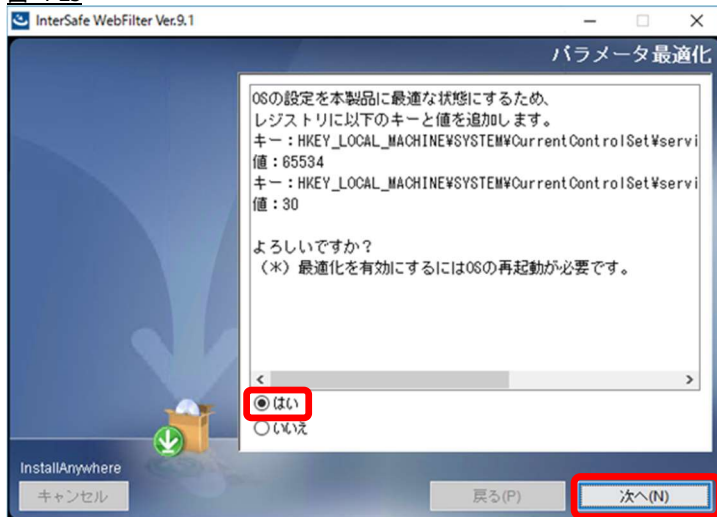 InterSafe WebFilter Ver.9.1
パラメータ最適化
OSの設定を本製品に最適な状態にするため、
レジストリに以下のキーと値を追加します。
キー：HKEY_LOCAL_MACHINE¥SYSTEM¥CurrentControlSet¥servi
値：65534
キー：HKEY_LOCAL_MACHINE¥SYSTEM¥CurrentControlSet¥servi
値：30
よろしいですか？
（*）最適化を有効にするにはOSの再起動が必要です。
はい
いいえ
InstallAnywhere
キャンセル
戻る(P)
次へ(N)